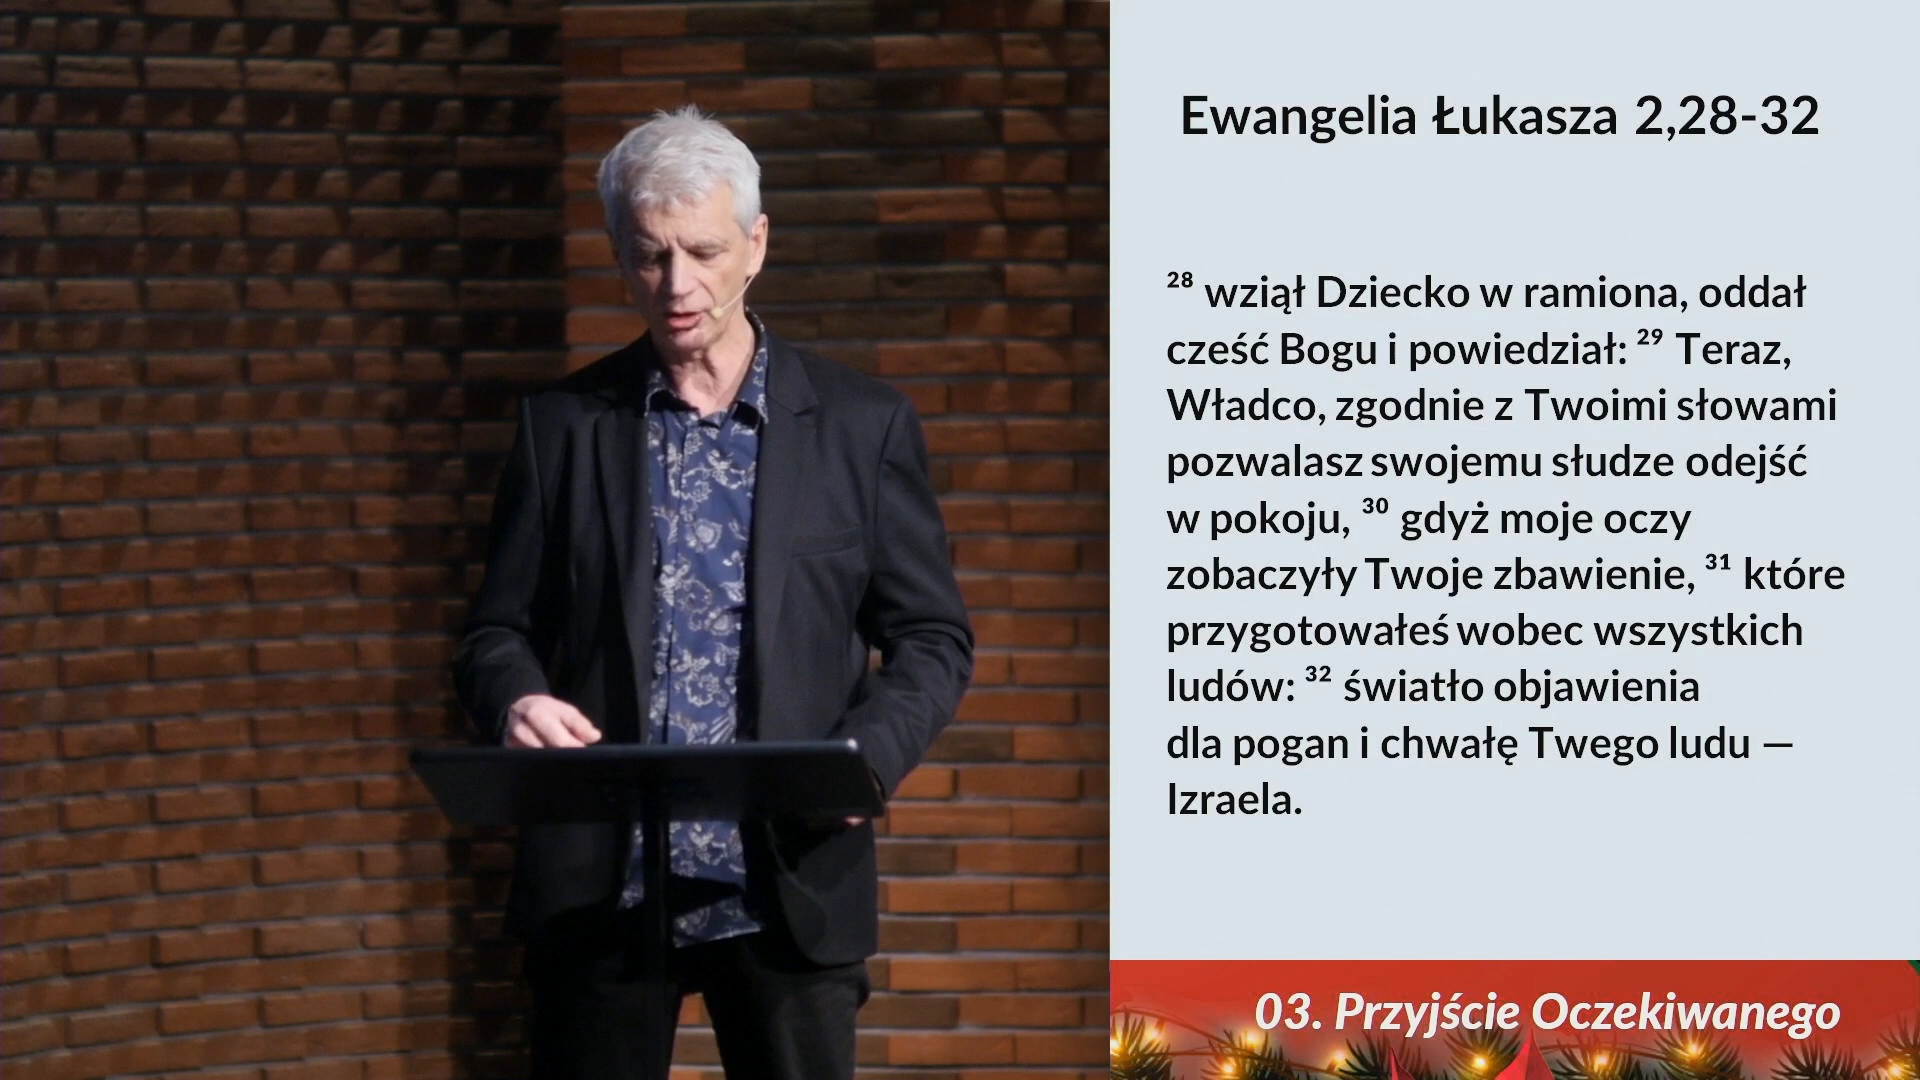 Ewangelia Łukasza 2,28-32
²⁸ wziął Dziecko w ramiona, oddał
cześć Bogu i powiedział: ²⁹ Teraz,
Władco, zgodnie z Twoimi słowami
pozwalasz swojemu słudze odejść
w pokoju, ³⁰ gdyż moje oczy
zobaczyły Twoje zbawienie, ³¹ które
przygotowałeś wobec wszystkich
ludów: ³² światło objawienia
dla pogan i chwałę Twego ludu —
Izraela.
03. Przyjście Oczekiwanego